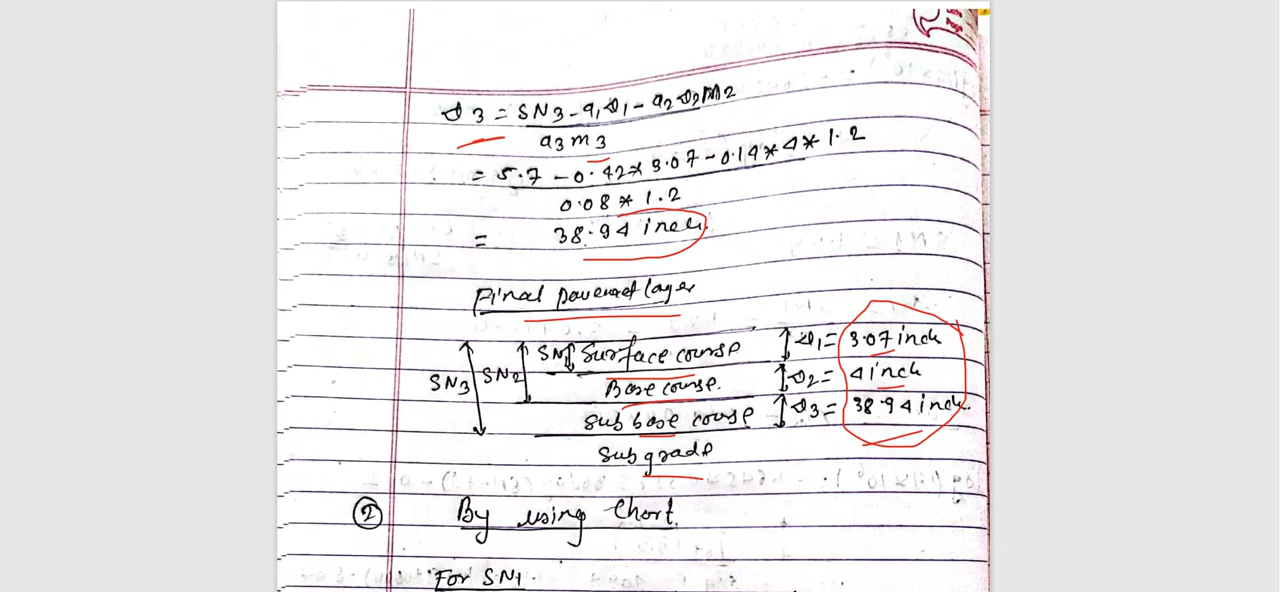 D3 = SN3 - a1D1 - a2D2m2
a3m3
= 5.7 - 0.42*3.07 - 0.14*4*1.2
0.08 * 1.2
= 38.94 inch.
Final pavement layer
SN1 Surface course D1= 3.07 inch
SN3 SN2 Base course. D2= 4 inch
Sub base course D3= 38.94 inch.
Sub grade
② By using Chart.
For SN1.